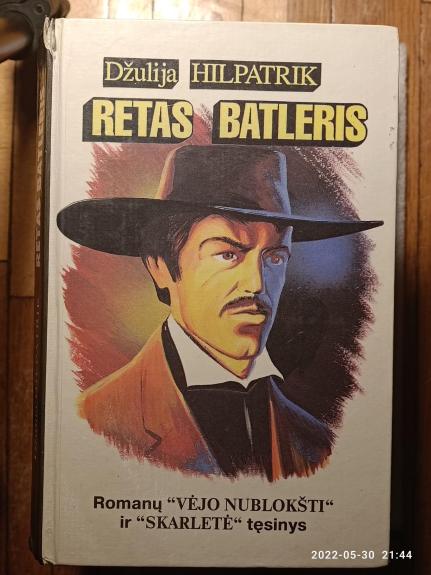 Džulija HILPATRIK
RETAS BATLERIS
Romanų “VĖJO NUBLOKŠTI“
ir “SKARLETĖ“ tęsinys
2022-05-30 21:44